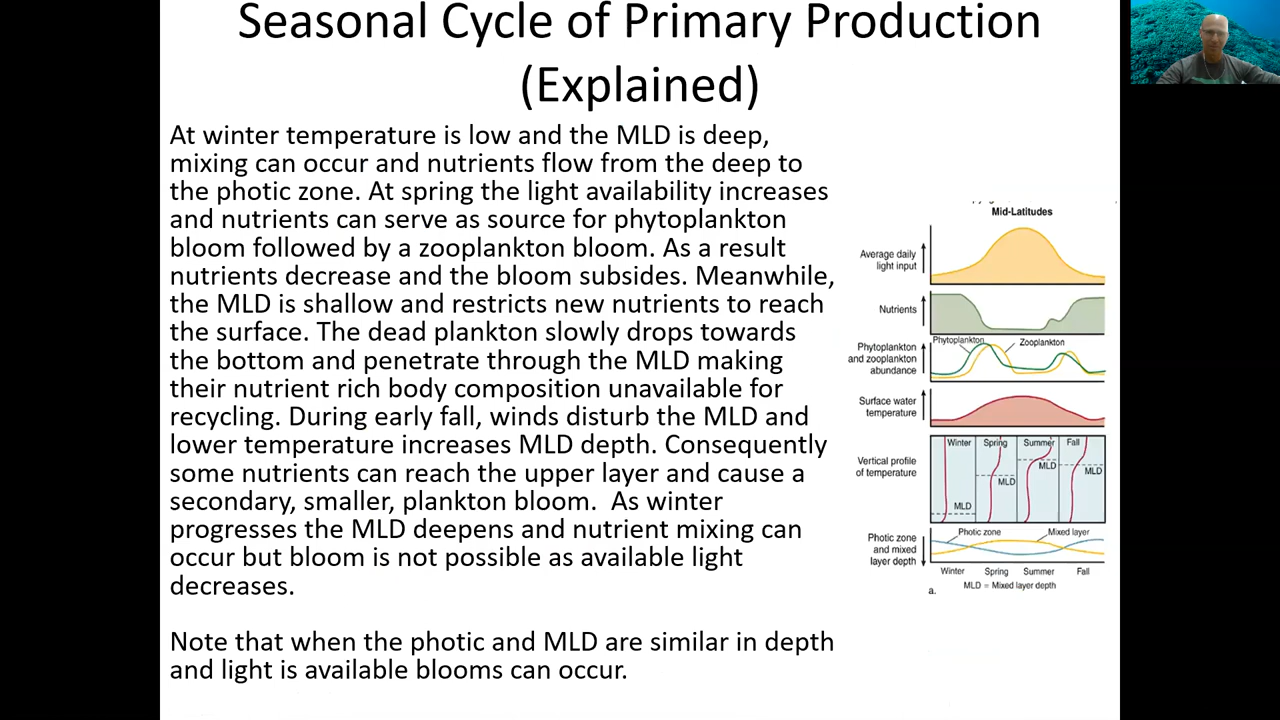 Seasonal Cycle of Primary Production
(Explained)
At winter temperature is low and the MLD is deep,
mixing can occur and nutrients flow from the deep to
the photic zone. At spring the light availability increases
and nutrients can serve as source for phytoplankton
bloom followed by a zooplankton bloom. As a result
nutrients decrease and the bloom subsides. Meanwhile,
the MLD is shallow and restricts new nutrients to reach
the surface. The dead plankton slowly drops towards
the bottom and penetrate through the MLD making
their nutrient rich body composition unavailable for
recycling. During early fall, winds disturb the MLD and
lower temperature increases MLD depth. Consequently
some nutrients can reach the upper layer and cause a
secondary, smaller, plankton bloom.  As winter
progresses the MLD deepens and nutrient mixing can
occur but bloom is not possible as available light
decreases.
Note that when the photic and MLD are similar in depth
and light is available blooms can occur.
Mid-Latitudes
Average daily
light input
Nutrients
Phytoplankton
Zooplankton
Phytoplankton
and zooplankton
abundance
Surface water
temperature
Winter
Spring
Summer
Fall
Vertical profile
of temperature
MLD
MLD
MLD
MLD
Photic zone
Mixed layer
Photic zone
and mixed
layer depth
Winter
Spring
Summer
Fall
MLD = Mixed layer depth
a.